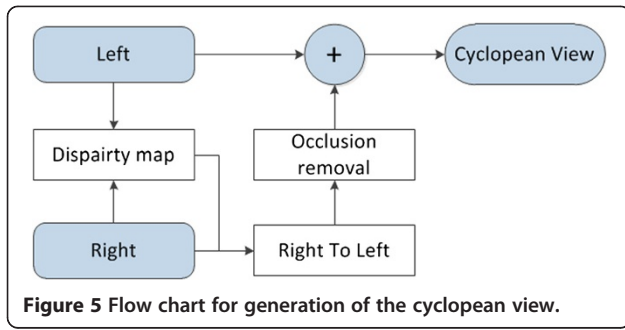 Left
+
Cyclopean View
Dispairty map
Occlusion
removal
Right
Right To Left
Figure 5 Flow chart for generation of the cyclopean view.